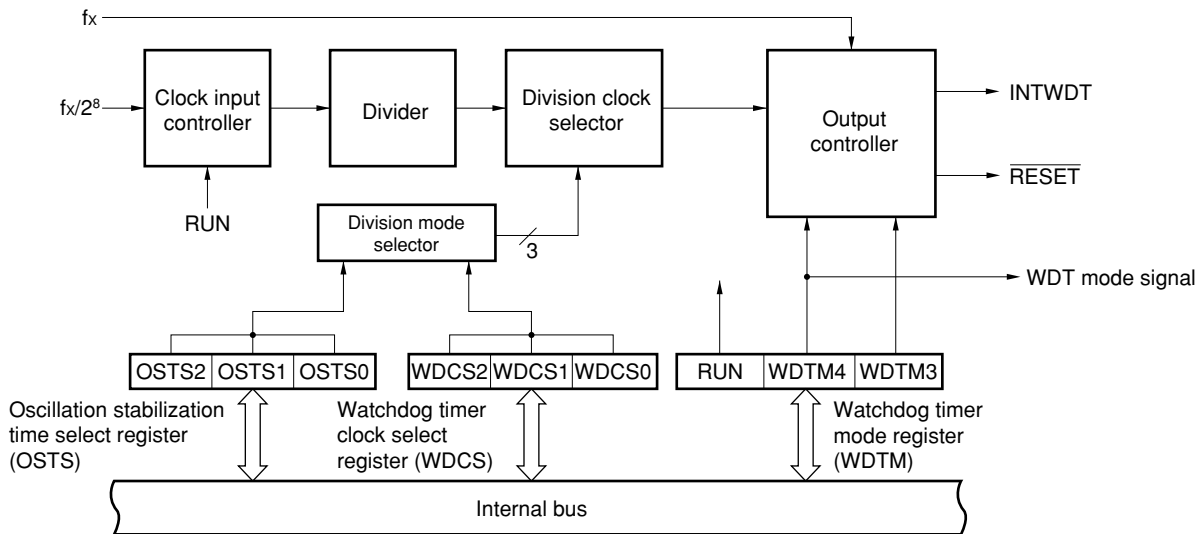 fx
fx/2⁸
Clock input
controller
Divider
Division clock
selector
Output
controller
INTWDT
RESET
RUN
Division mode
selector
3
WDT mode signal
OSTS2 OSTS1 OSTS0
WDCS2 WDCS1 WDCS0
RUN WDTM4 WDTM3
Oscillation stabilization
time select register
(OSTS)
Watchdog timer
clock select
register (WDCS)
Watchdog timer
mode register
(WDTM)
Internal bus